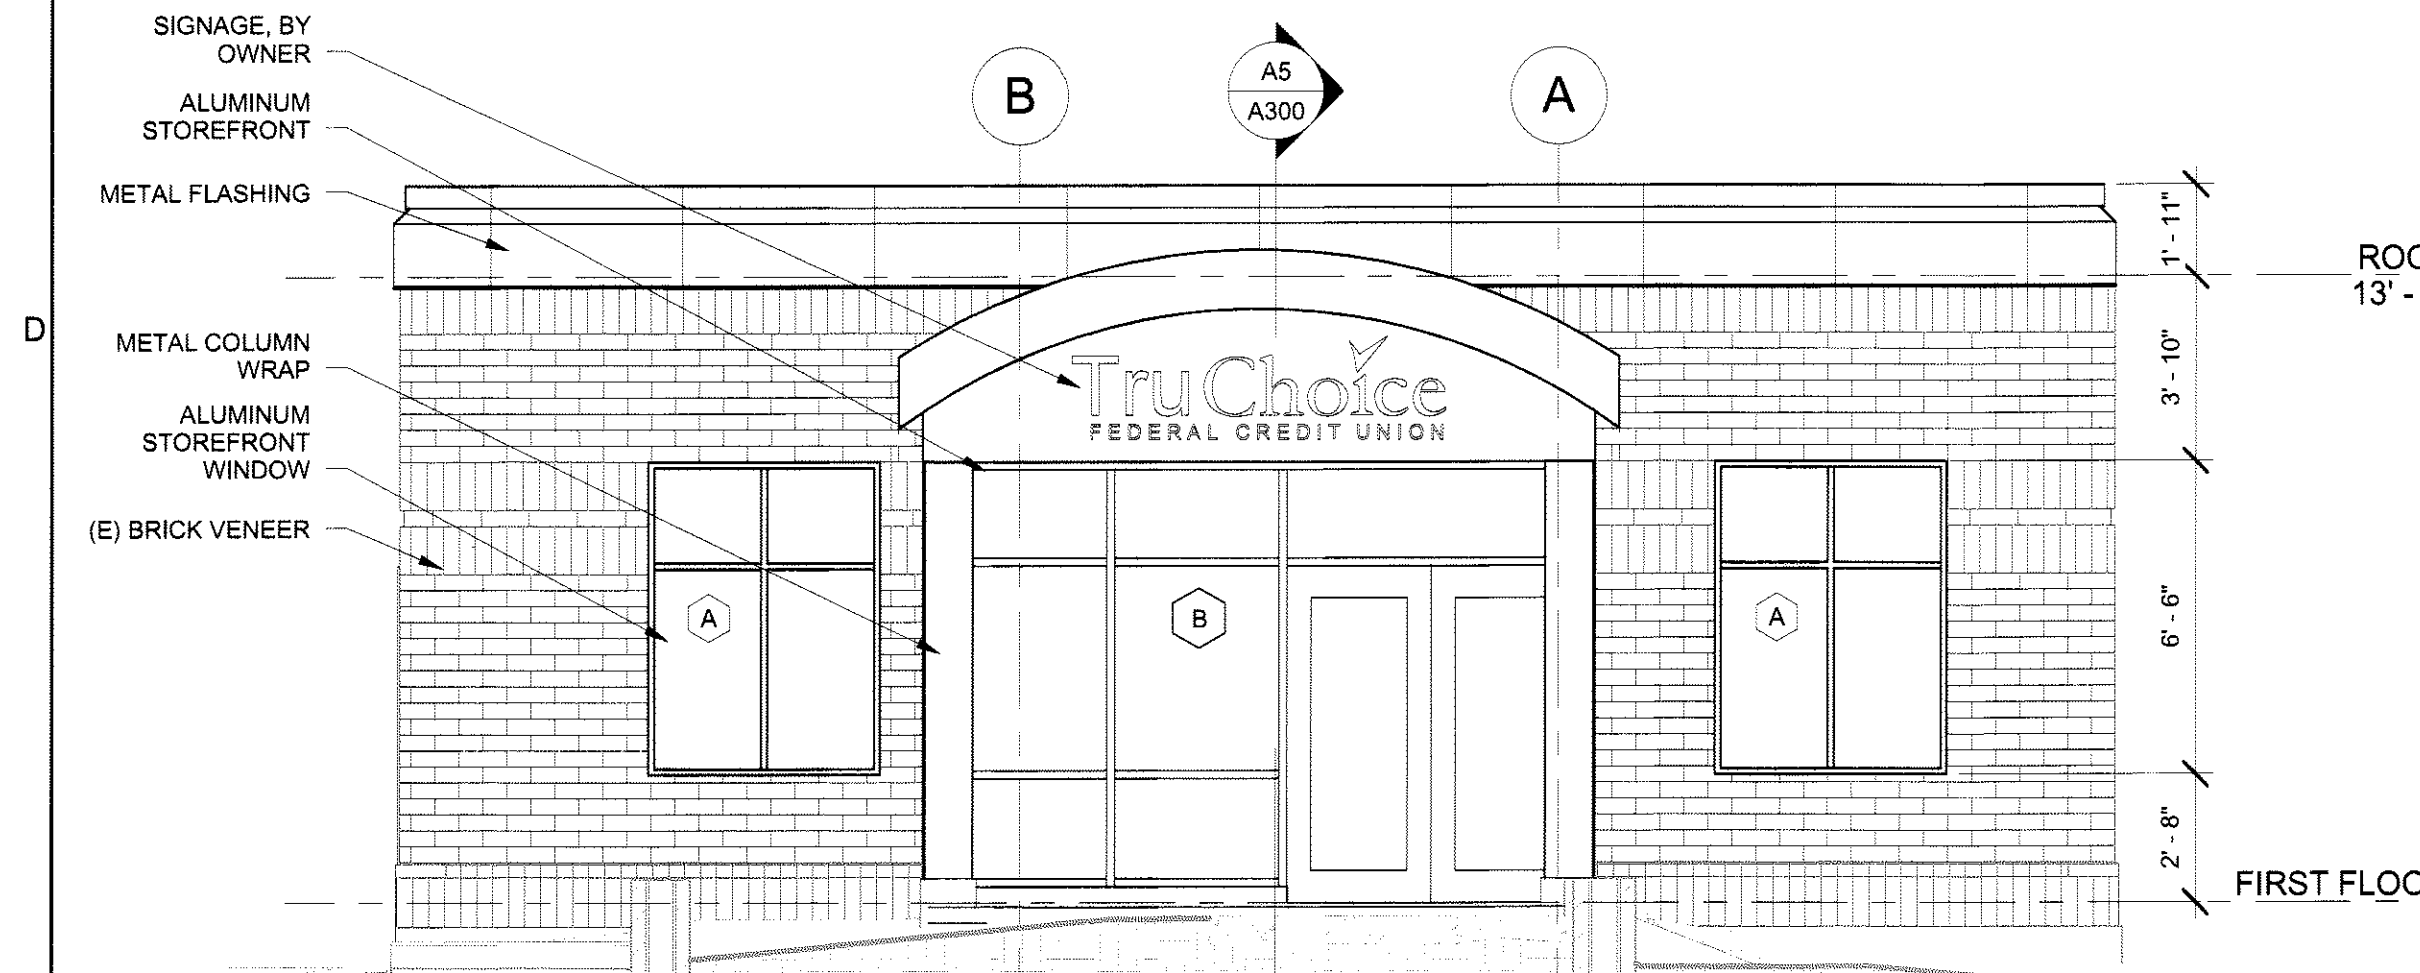 SIGNAGE, BY
OWNER
ALUMINUM
STOREFRONT
METAL FLASHING
METAL COLUMN
WRAP
ALUMINUM
STOREFRONT
WINDOW
(E) BRICK VENEER
D
B
A5
A300
A
TruChoice
FEDERAL CREDIT UNION
A
B
A
1' - 11"
3' - 10"
6' - 6"
2' - 8"
ROO
13' -
FIRST FLOO